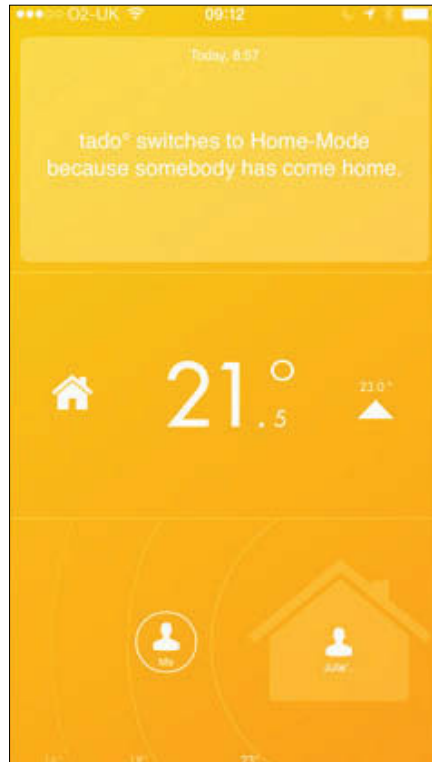 O2-UK 09:12
Today, 8:57
tado° switches to Home-Mode
because somebody has come home.
21.5°
23.0°
Me